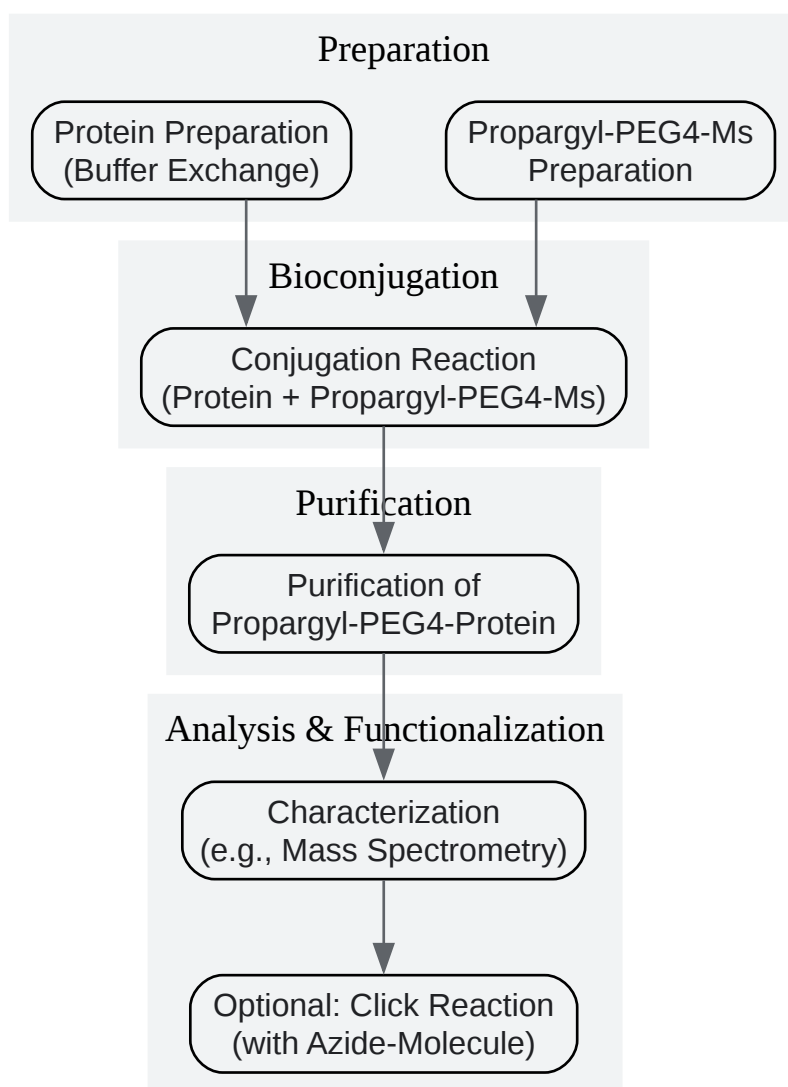 Preparation
Protein Preparation
(Buffer Exchange)
Propargyl-PEG4-Ms
Preparation
Bioconjugation
Conjugation Reaction
(Protein + Propargyl-PEG4-Ms)
Purification
Purification of
Propargyl-PEG4-Protein
Analysis & Functionalization
Characterization
(e.g., Mass Spectrometry)
Optional: Click Reaction
(with Azide-Molecule)